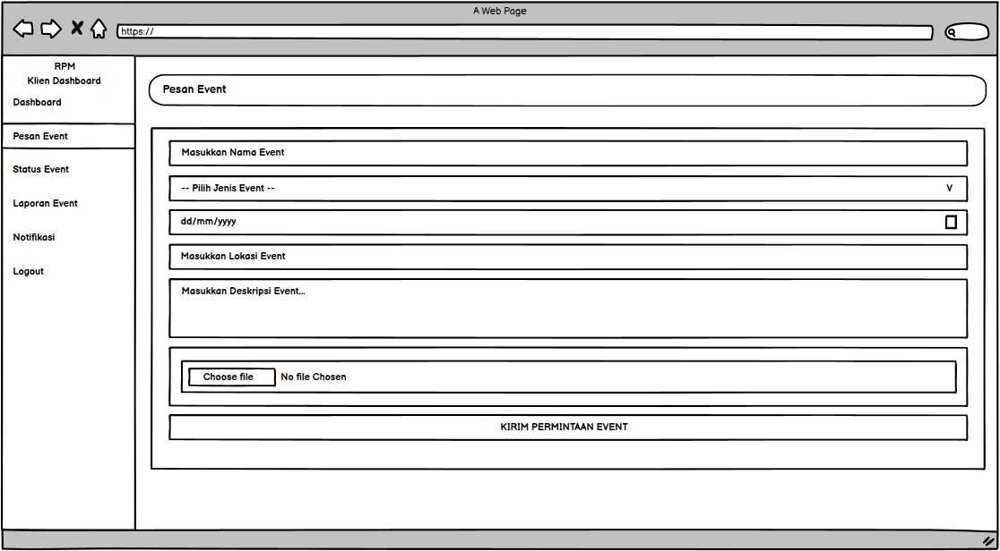 A Web Page
https://
RPM
Klien Dashboard
Dashboard
Pesan Event
Status Event
Laporan Event
Notifikasi
Logout
Pesan Event
Masukkan Nama Event
-- Pilih Jenis Event --
V
dd/mm/yyyy
Masukkan Lokasi Event
Masukkan Deskripsi Event...
Choose file No file Chosen
KIRIM PERMINTAAN EVENT